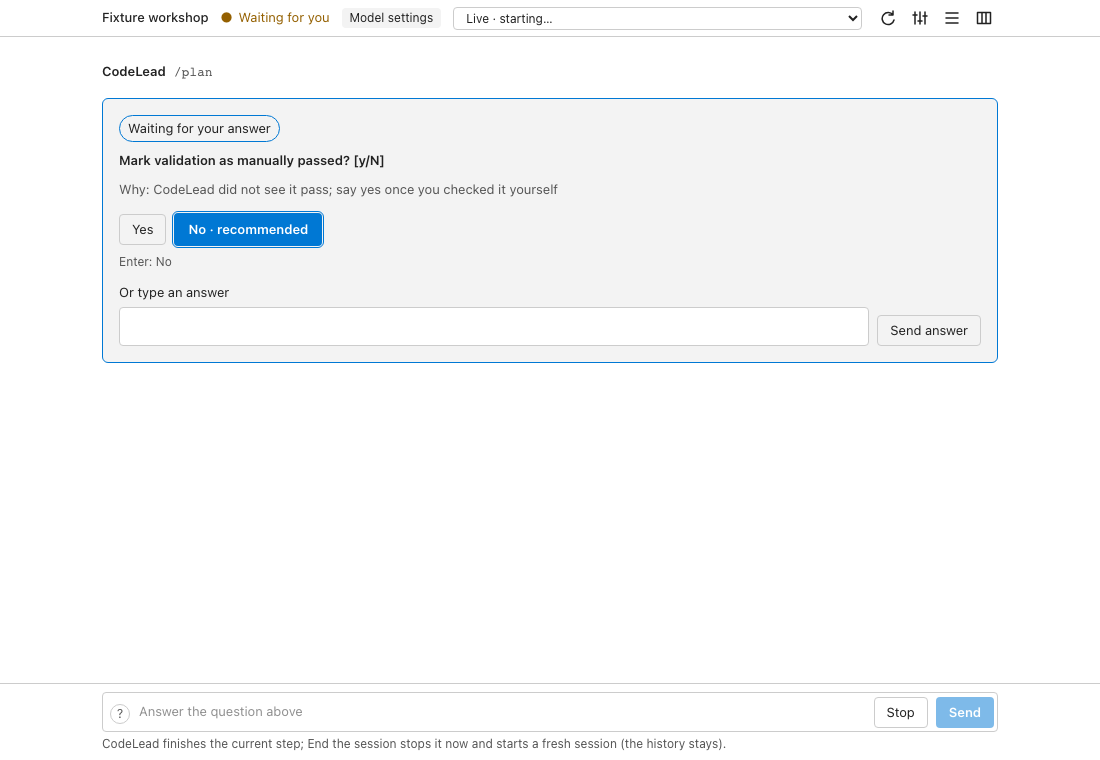 Fixture workshop Waiting for you Model settings Live · starting...
CodeLead /plan
Waiting for your answer
Mark validation as manually passed? [y/N]
Why: CodeLead did not see it pass; say yes once you checked it yourself
Yes No · recommended
Enter: No
Or type an answer
Send answer
? Answer the question above Stop Send
CodeLead finishes the current step; End the session stops it now and starts a fresh session (the history stays).